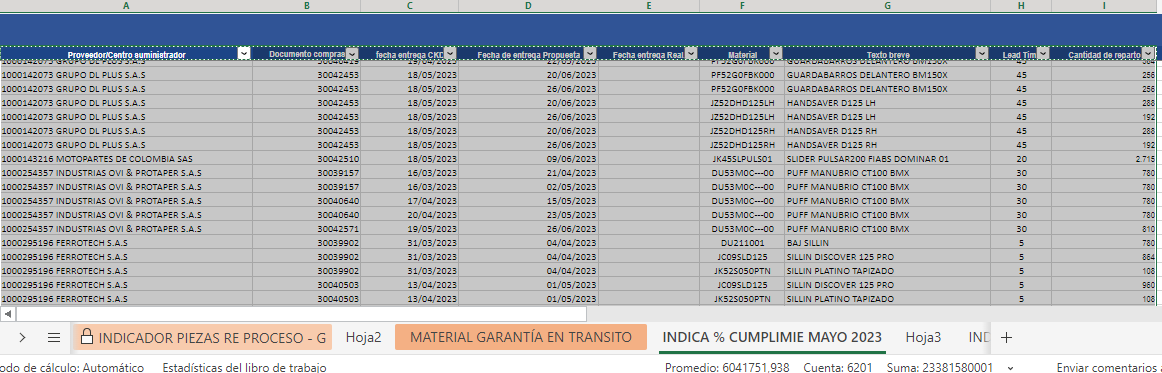 A B C D E F G H I
Proveedor/Centro suministrador Documento compras fecha entrega CKD Fecha de entrega Propuesta Fecha entrega Real Material Texto breve Lead Tim Cantidad de reparto
1000142073 GRUPO DL PLUS S.A.S 30042453 18/05/2023 20/06/2023 PF52G0FBK000 GUARDABARROS DELANTERO BM150X 45 256
1000142073 GRUPO DL PLUS S.A.S 30042453 18/05/2023 26/06/2023 PF52G0FBK000 GUARDABARROS DELANTERO BM150X 45 256
1000142073 GRUPO DL PLUS S.A.S 30042453 18/05/2023 20/06/2023 JZ52DHD125LH HANDSAVER D125 LH 45 288
1000142073 GRUPO DL PLUS S.A.S 30042453 18/05/2023 26/06/2023 JZ52DHD125LH HANDSAVER D125 LH 45 192
1000142073 GRUPO DL PLUS S.A.S 30042453 18/05/2023 20/06/2023 JZ52DHD125RH HANDSAVER D125 RH 45 288
1000142073 GRUPO DL PLUS S.A.S 30042453 18/05/2023 26/06/2023 JZ52DHD125RH HANDSAVER D125 RH 45 192
1000143216 MOTOPARTES DE COLOMBIA SAS 30042510 18/05/2023 09/06/2023 JK45SLPULS01 SLIDER PULSAR200 FIABS DOMINAR 01 20 2.715
1000254357 INDUSTRIAS OVI & PROTAPER S.A.S 30039157 16/03/2023 21/04/2023 DU53M0C---00 PUFF MANUBRIO CT100 BMX 30 780
1000254357 INDUSTRIAS OVI & PROTAPER S.A.S 30039157 16/03/2023 02/05/2023 DU53M0C---00 PUFF MANUBRIO CT100 BMX 30 780
1000254357 INDUSTRIAS OVI & PROTAPER S.A.S 30040640 17/04/2023 15/05/2023 DU53M0C---00 PUFF MANUBRIO CT100 BMX 30 780
1000254357 INDUSTRIAS OVI & PROTAPER S.A.S 30040640 20/04/2023 23/05/2023 DU53M0C---00 PUFF MANUBRIO CT100 BMX 30 780
1000254357 INDUSTRIAS OVI & PROTAPER S.A.S 30042571 19/05/2023 26/06/2023 DU53M0C---00 PUFF MANUBRIO CT100 BMX 30 810
1000295196 FERROTECH S.A.S 30039902 31/03/2023 04/04/2023 DU211001 BAJ SILLIN 5 780
1000295196 FERROTECH S.A.S 30039902 31/03/2023 04/04/2023 JC09SLD125 SILLIN DISCOVER 125 PRO 5 864
1000295196 FERROTECH S.A.S 30039902 31/03/2023 04/04/2023 JK52S050PTN SILLIN PLATINO TAPIZADO 5 108
1000295196 FERROTECH S.A.S 30040503 13/04/2023 01/05/2023 JC09SLD125 SILLIN DISCOVER 125 PRO 5 960
1000295196 FERROTECH S.A.S 30040503 13/04/2023 01/05/2023 JK52S050PTN SILLIN PLATINO TAPIZADO 5 108
INDICADOR PIEZAS RE PROCESO - G Hoja2 MATERIAL GARANTÍA EN TRANSITO INDICA % CUMPLIMIE MAYO 2023 Hoja3 IND
odo de cálculo: Automático Estadísticas del libro de trabajo Promedio: 6041751,938 Cuenta: 6201 Suma: 23381580001 Enviar comentarios a